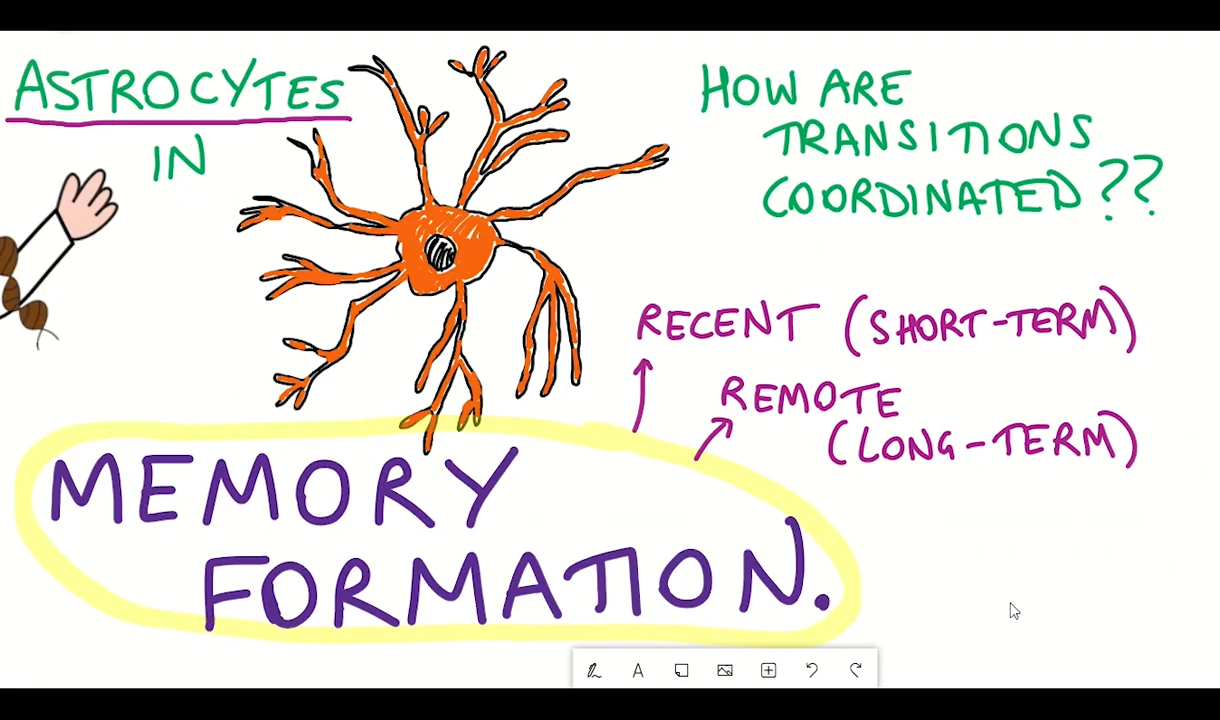 ASTROCYTES
IN
HOW ARE
TRANSITIONS
COORDINATED??
RECENT (SHORT-TERM)
REMOTE
(LONG-TERM)
MEMORY
FORMATION.
A